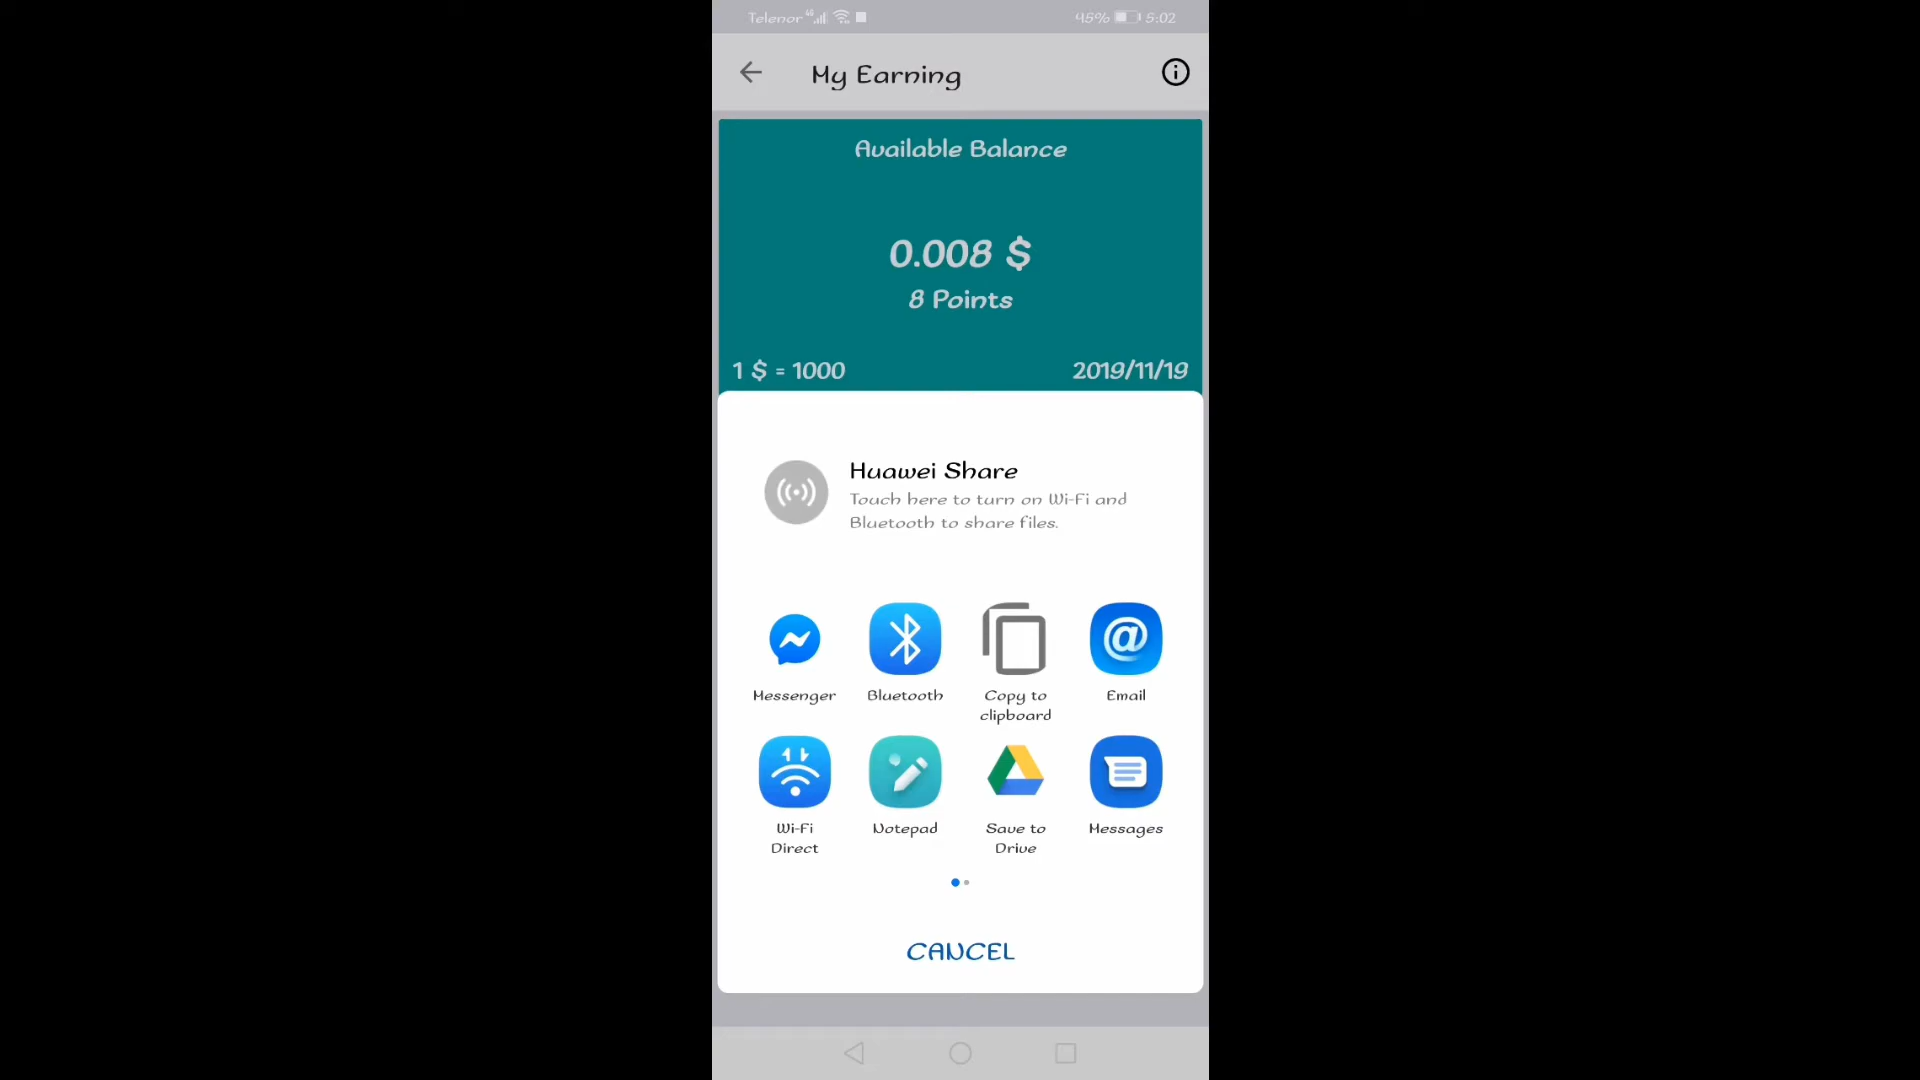 Telenor 4G 45% 5:02
My Earning
Available Balance
0.008 $
8 Points
1 $ = 1000 2019/11/19
Huawei Share
Touch here to turn on Wi-Fi and
Bluetooth to share files.
Messenger Bluetooth Copy to Email
clipboard
Wi-Fi Notepad Save to Messages
Direct Drive
CANCEL